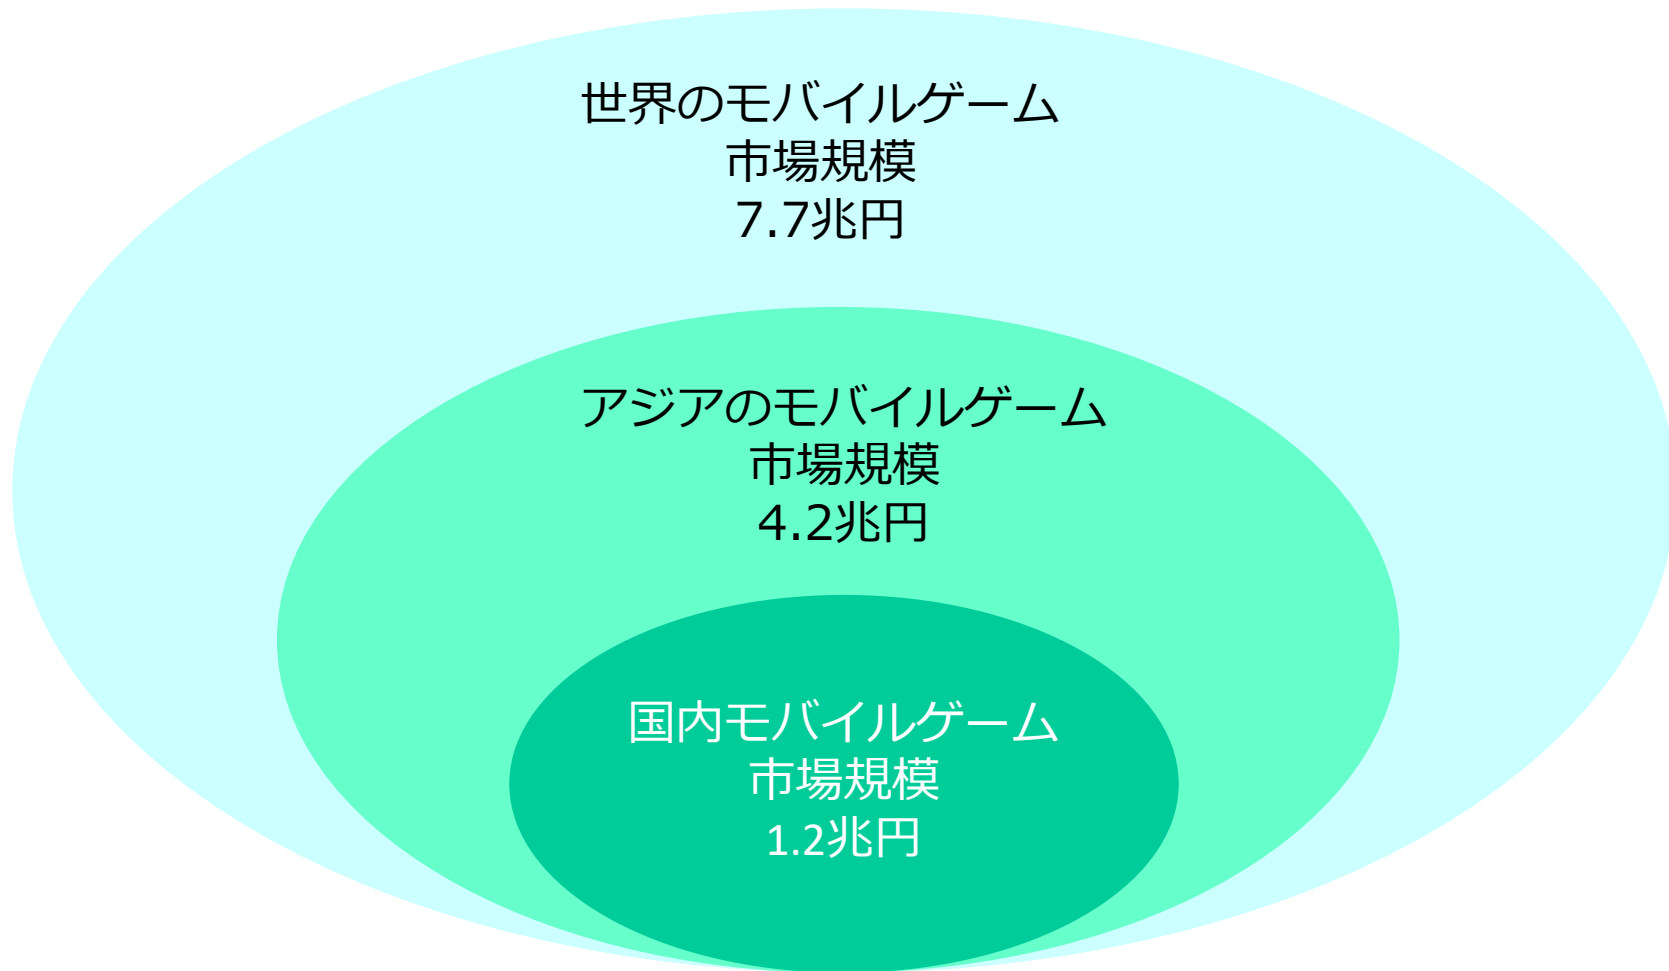 世界のモバイルゲーム
市場規模
7.7兆円
アジアのモバイルゲーム
市場規模
4.2兆円
国内モバイルゲーム
市場規模
1.2兆円